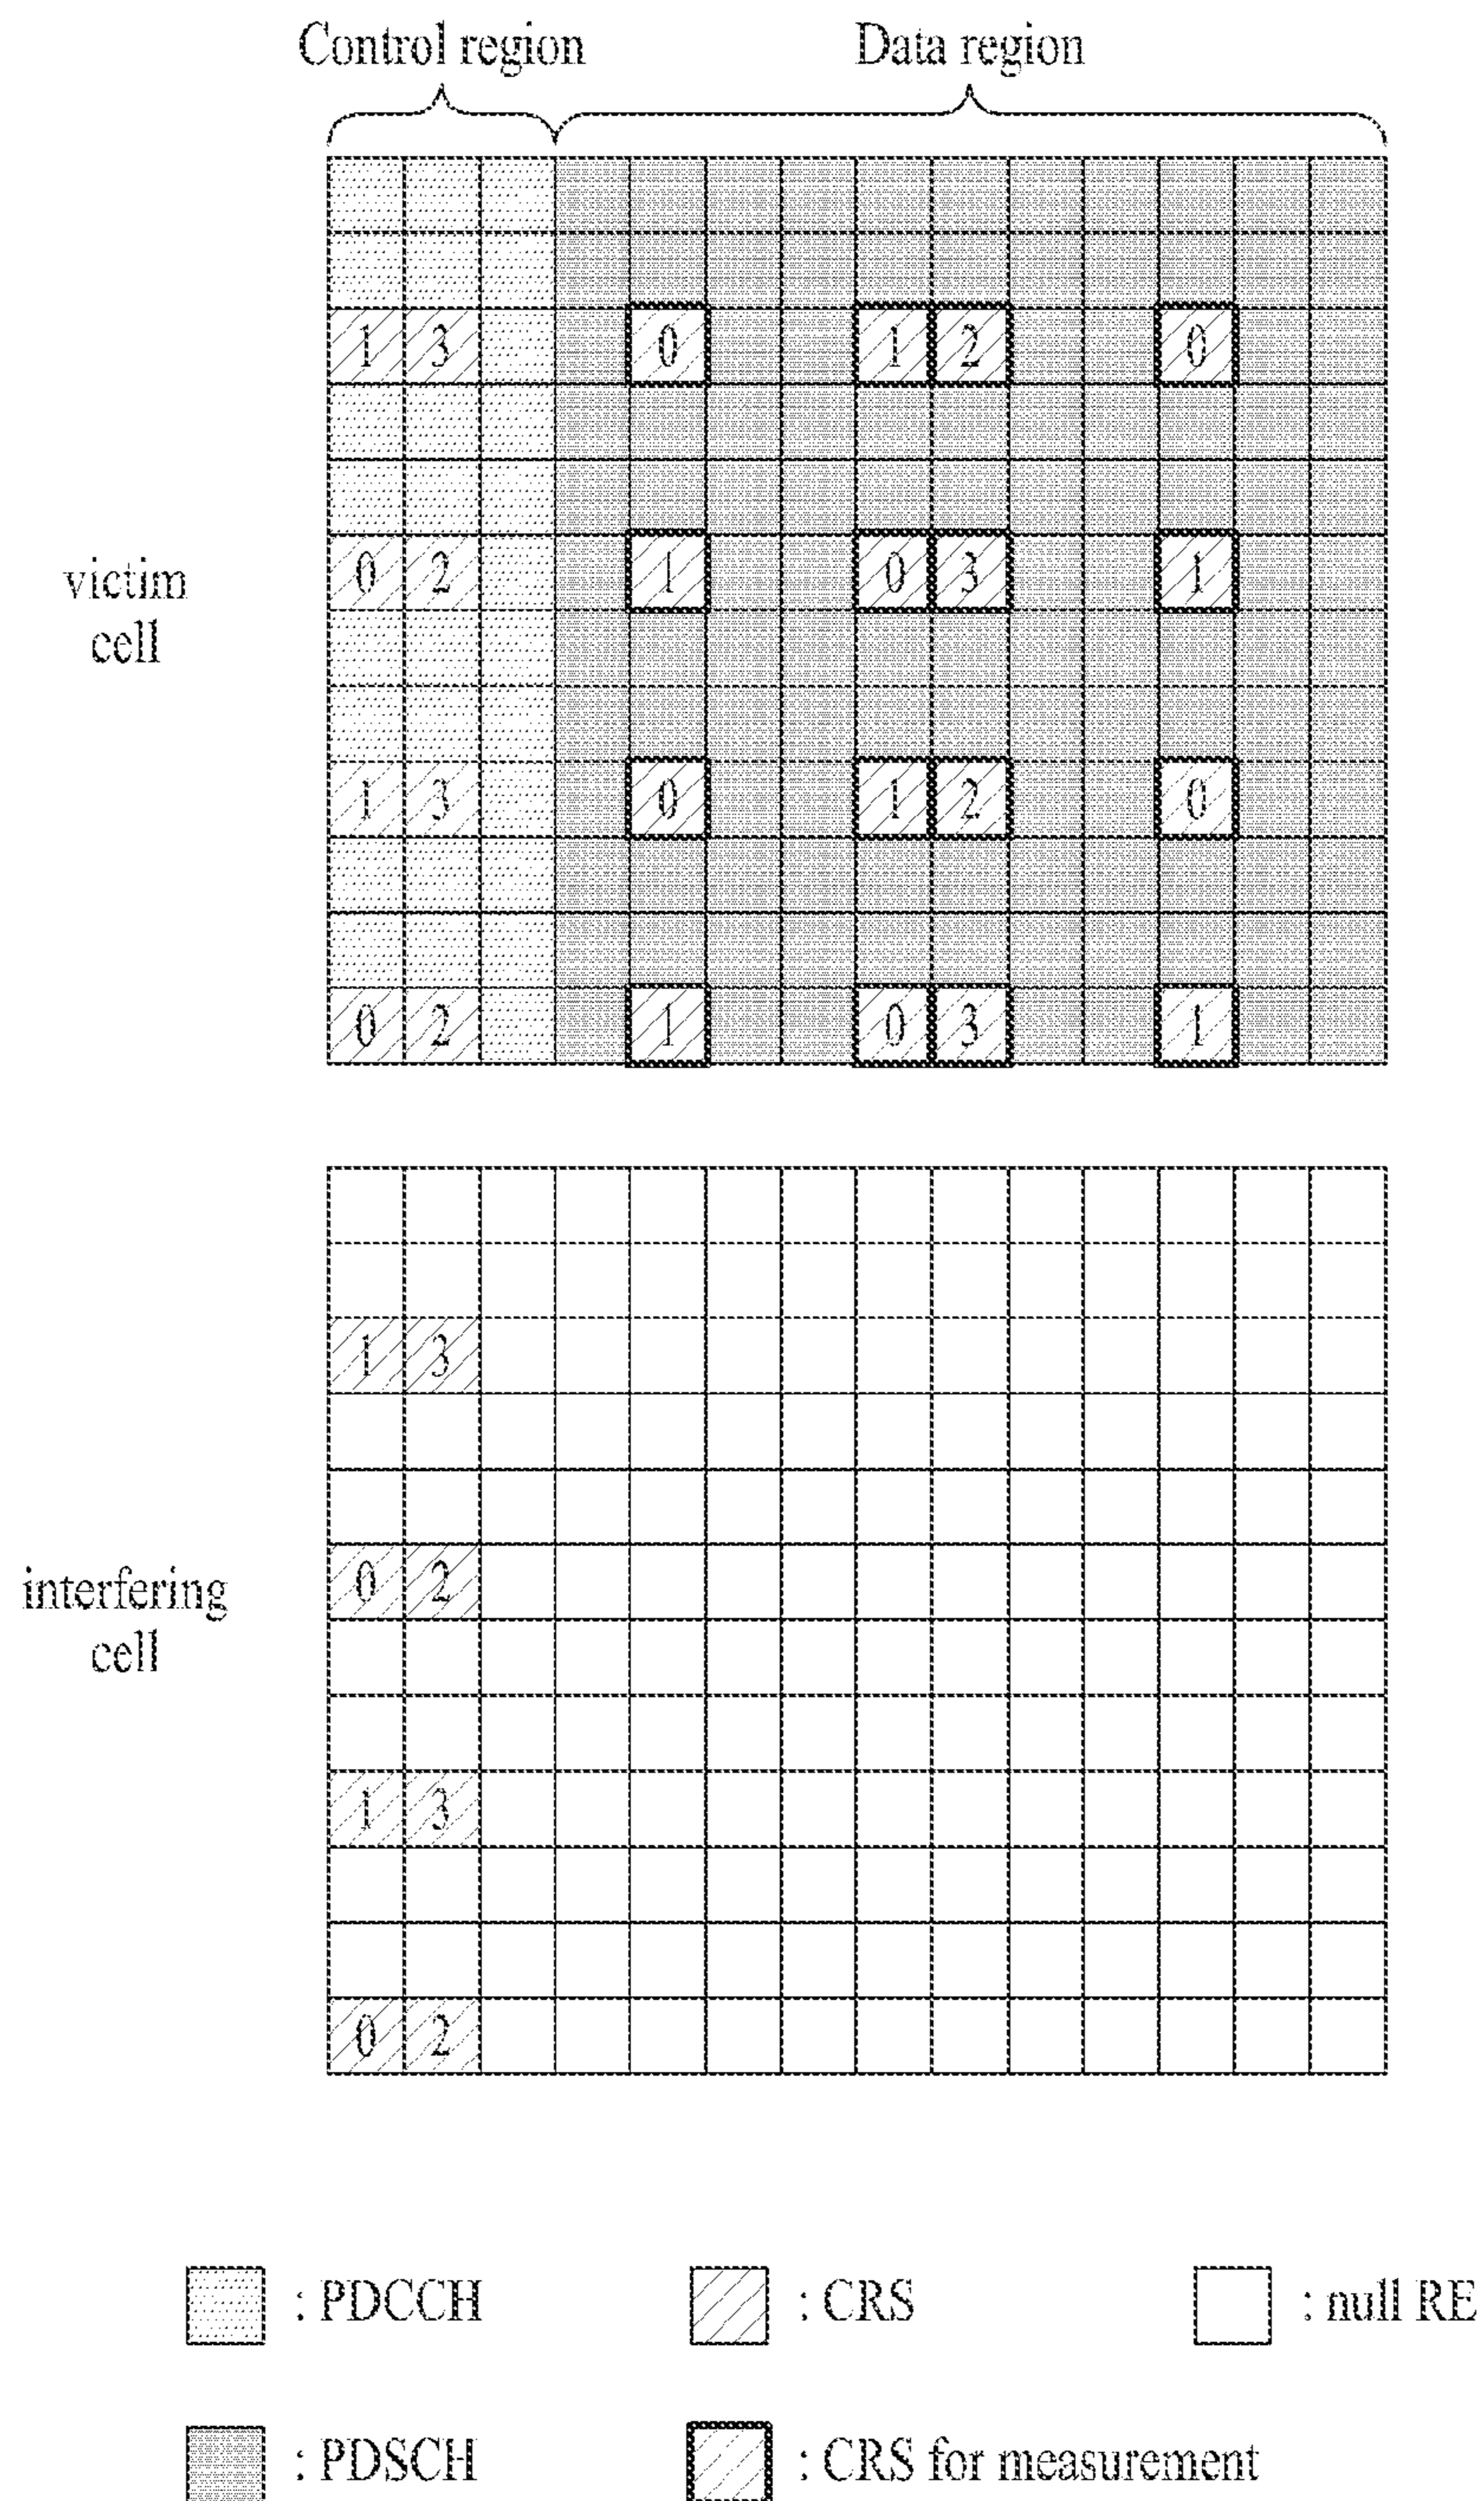 Control region Data region
1 3 0 1 2 0
0 2 1 0 3 1
victim
cell
1 3 0 1 2 0
0 2 1 0 3 1
1 3
0 2
interfering
cell
1 3
0 2
: PDCCH : CRS : null RE
: PDSCH : CRS for measurement